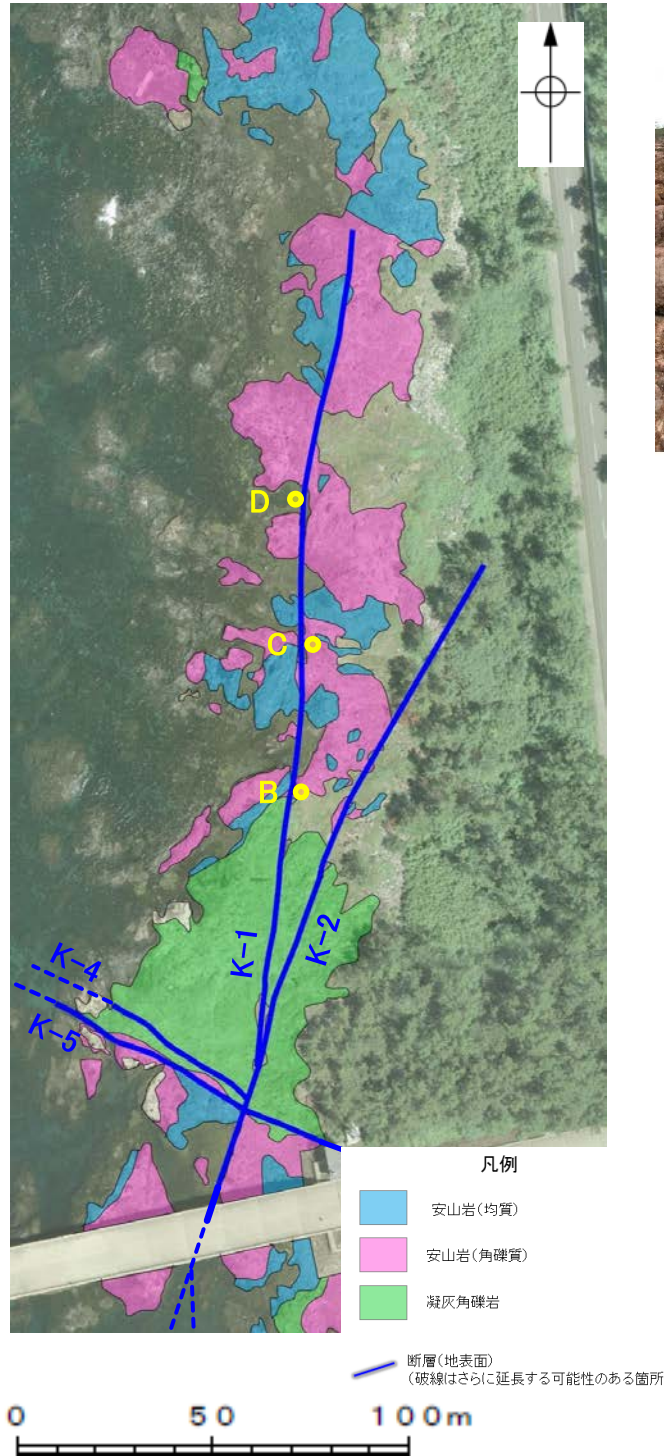 D
C
B
K-1
K-2
K-4
K-5
凡例
安山岩(均質)
安山岩(角礫質)
凝灰角礫岩
断層(地表面)
(破線はさらに延長する可能性のある箇所
0 50 100m